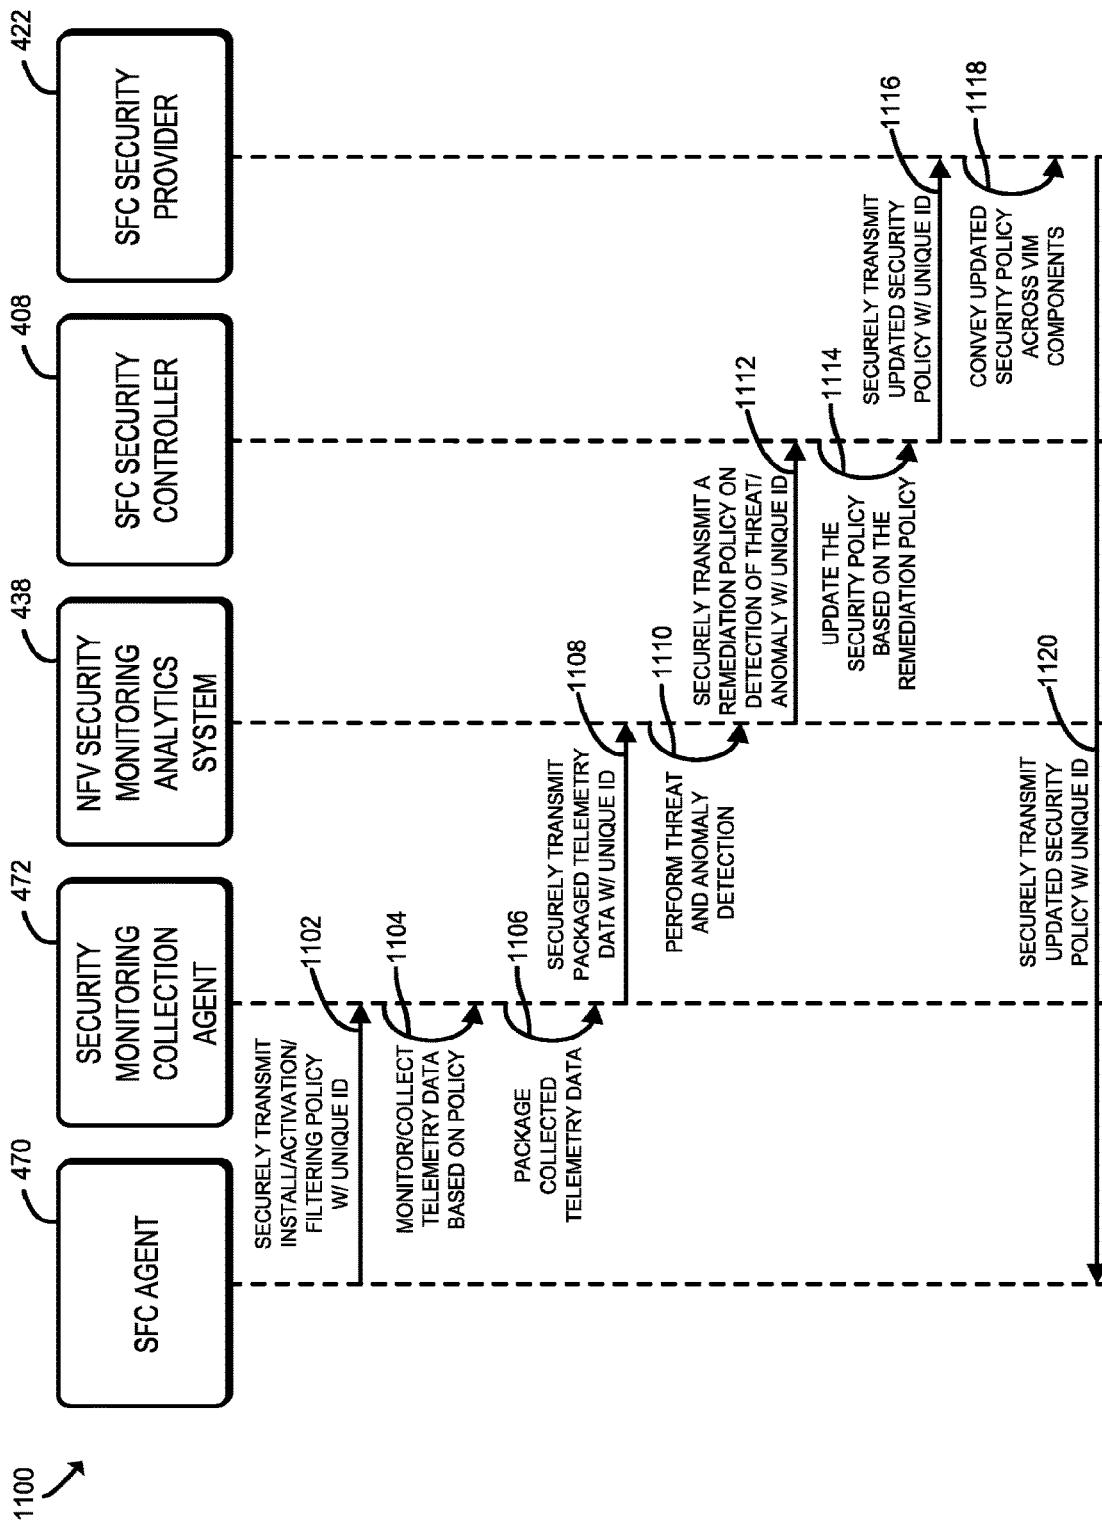 1100
470
SFC AGENT
472
SECURITY
MONITORING
COLLECTION
AGENT
438
NFV SECURITY
MONITORING
ANALYTICS
SYSTEM
408
SFC SECURITY
CONTROLLER
422
SFC SECURITY
PROVIDER
SECURELY TRANSMIT
INSTALL/ACTIVATION/
FILTERING POLICY
W/ UNIQUE ID
1102
MONITOR/COLLECT
TELEMETRY DATA
BASED ON POLICY
1104
PACKAGE
COLLECTED
TELEMETRY DATA
1106
SECURELY TRANSMIT
PACKAGED TELEMETRY
DATA W/ UNIQUE ID
1108
PERFORM THREAT
AND ANOMALY
DETECTION
1110
SECURELY TRANSMIT A
REMEDIATION POLICY ON
DETECTION OF THREAT/
ANOMALY W/ UNIQUE ID
1112
UPDATE THE
SECURITY POLICY
BASED ON THE
REMEDIATION POLICY
1114
SECURELY TRANSMIT
UPDATED SECURITY
POLICY W/ UNIQUE ID
1116
CONVEY UPDATED
SECURITY POLICY
ACROSS VIM
COMPONENTS
1118
SECURELY TRANSMIT
UPDATED SECURITY
POLICY W/ UNIQUE ID
1120